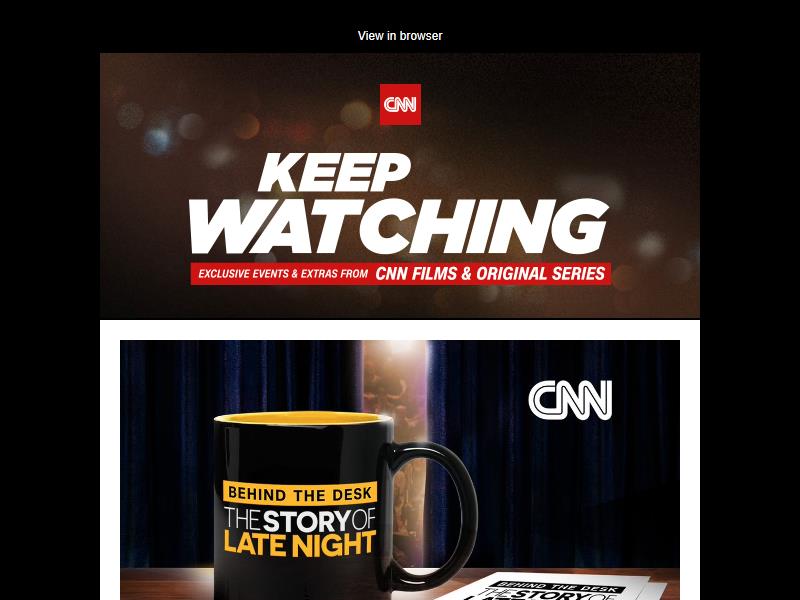 View in browser
CNN
KEEP
WATCHING
EXCLUSIVE EVENTS & EXTRAS FROM CNN FILMS & ORIGINAL SERIES
CNN
BEHIND THE DESK
THE STORY OF
LATE NIGHT
BEHIND THE DESK
THE STORY OF